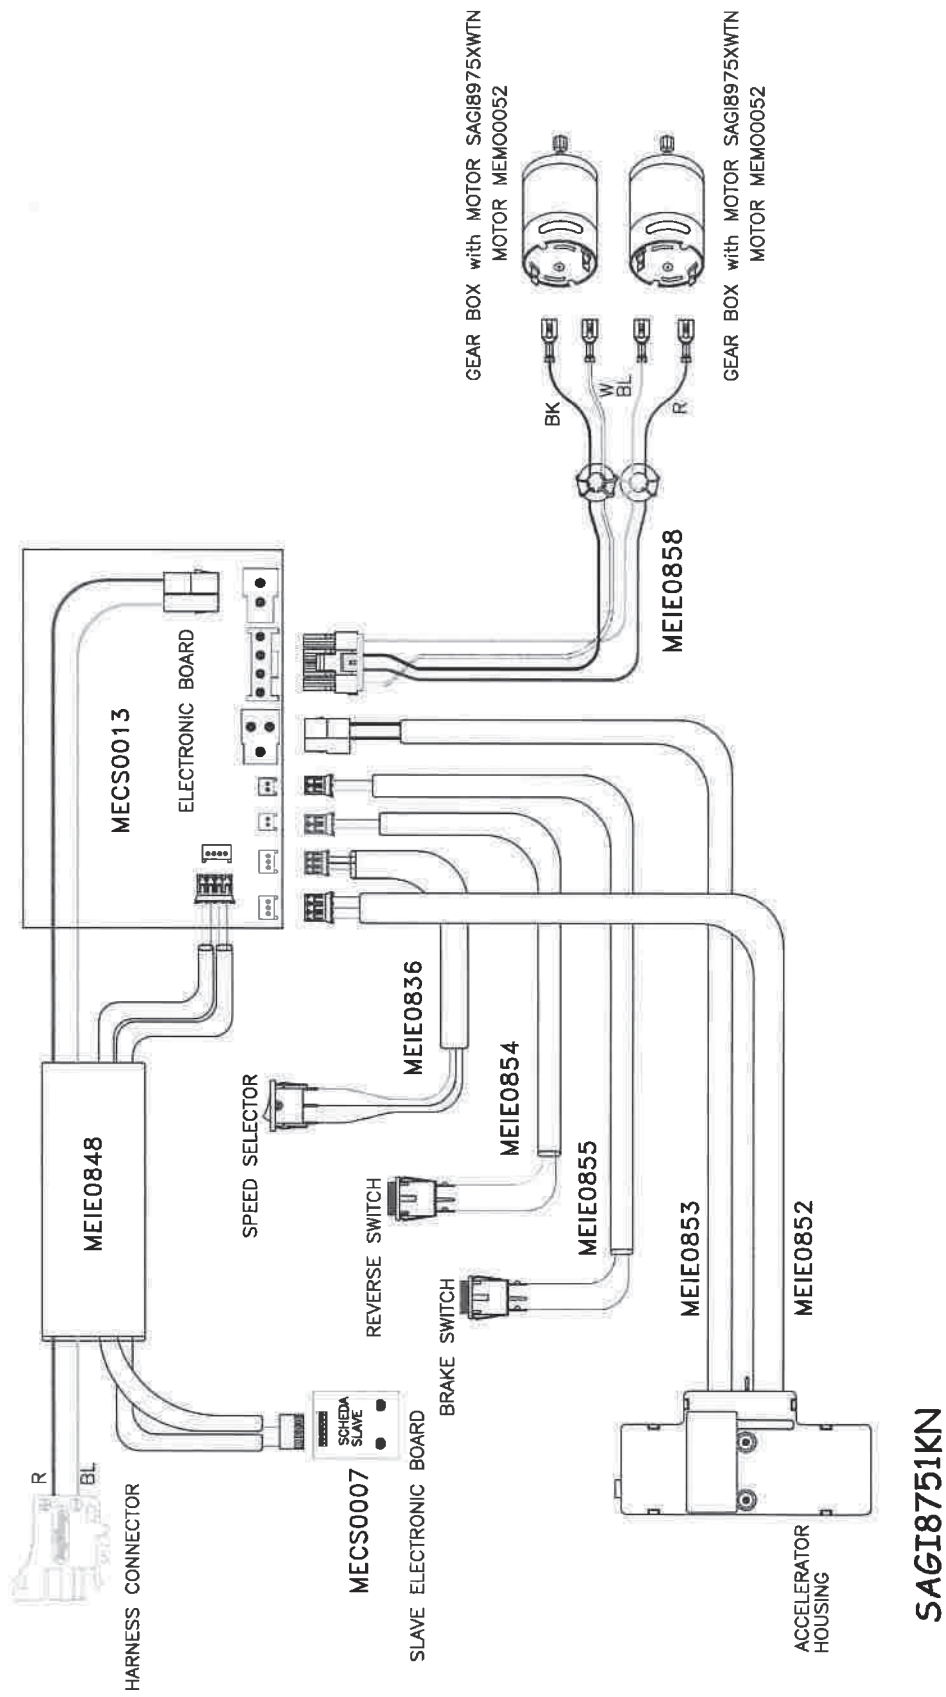 HARNESS CONNECTOR
R
BL
MEIE0848
MECS0013
ELECTRONIC BOARD
SCHEDA
SLAVE
MECS0007
SLAVE ELECTRONIC BOARD
SPEED SELECTOR
MEIE0836
REVERSE SWITCH
MEIE0854
BRAKE SWITCH
MEIE0855
MEIE0853
MEIE0852
ACCELERATOR
HOUSING
MEIE0858
BK
W
BL
R
GEAR BOX with MOTOR SAGI8975XWTN
MOTOR MEMO0052
GEAR BOX with MOTOR SAGI8975XWTN
MOTOR MEMO0052
SAGI8751KN